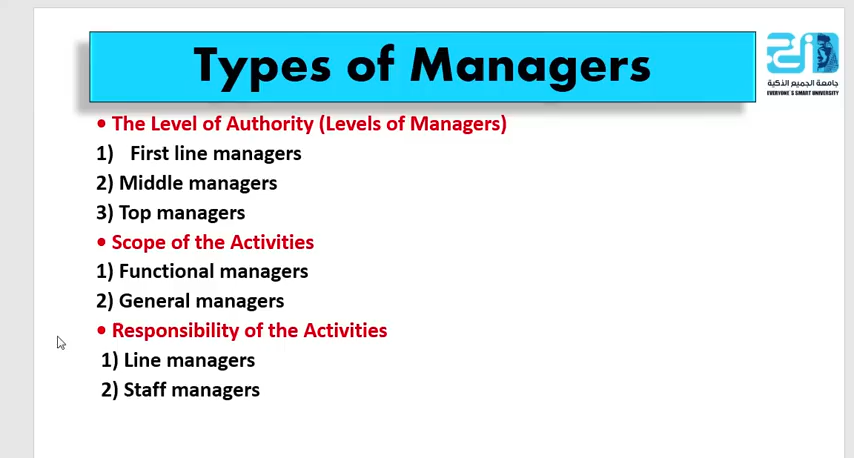 Types of Managers
جامعة الجميع الذكية
EVERYONE'S SMART UNIVERSITY
• The Level of Authority (Levels of Managers)
1) First line managers
2) Middle managers
3) Top managers
• Scope of the Activities
1) Functional managers
2) General managers
• Responsibility of the Activities
1) Line managers
2) Staff managers